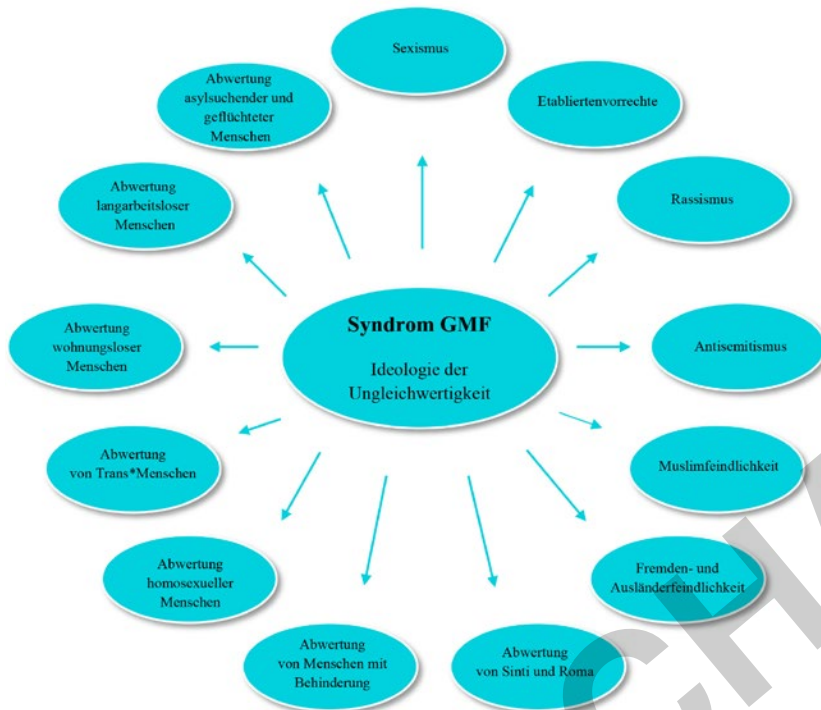 Syndrom GMF
Ideologie der
Ungleichwertigkeit
Sexismus
Etabliertenvorrechte
Rassismus
Antisemitismus
Muslimfeindlichkeit
Fremden- und
Ausländerfeindlichkeit
Abwertung
von Sinti und Roma
Abwertung
von Menschen mit
Behinderung
Abwertung
homosexueller
Menschen
Abwertung
von Trans*Menschen
Abwertung
wohnungsloser
Menschen
Abwertung
langarbeitsloser
Menschen
Abwertung
asylsuchender und
geflüchteter
Menschen
CH